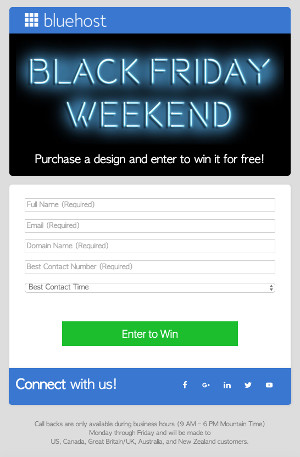 bluehost
BLACK FRIDAY
WEEKEND
Purchase a design and enter to win it for free!
Full Name (Required)
Email (Required)
Domain Name (Required)
Best Contact Number (Required)
Best Contact Time
Enter to Win
Connect with us!
Call backs are only available during business hours (9 AM - 6 PM Mountain Time)
Monday through Friday and will be made to
US, Canada, Great Britain/UK, Australia, and New Zealand customers.